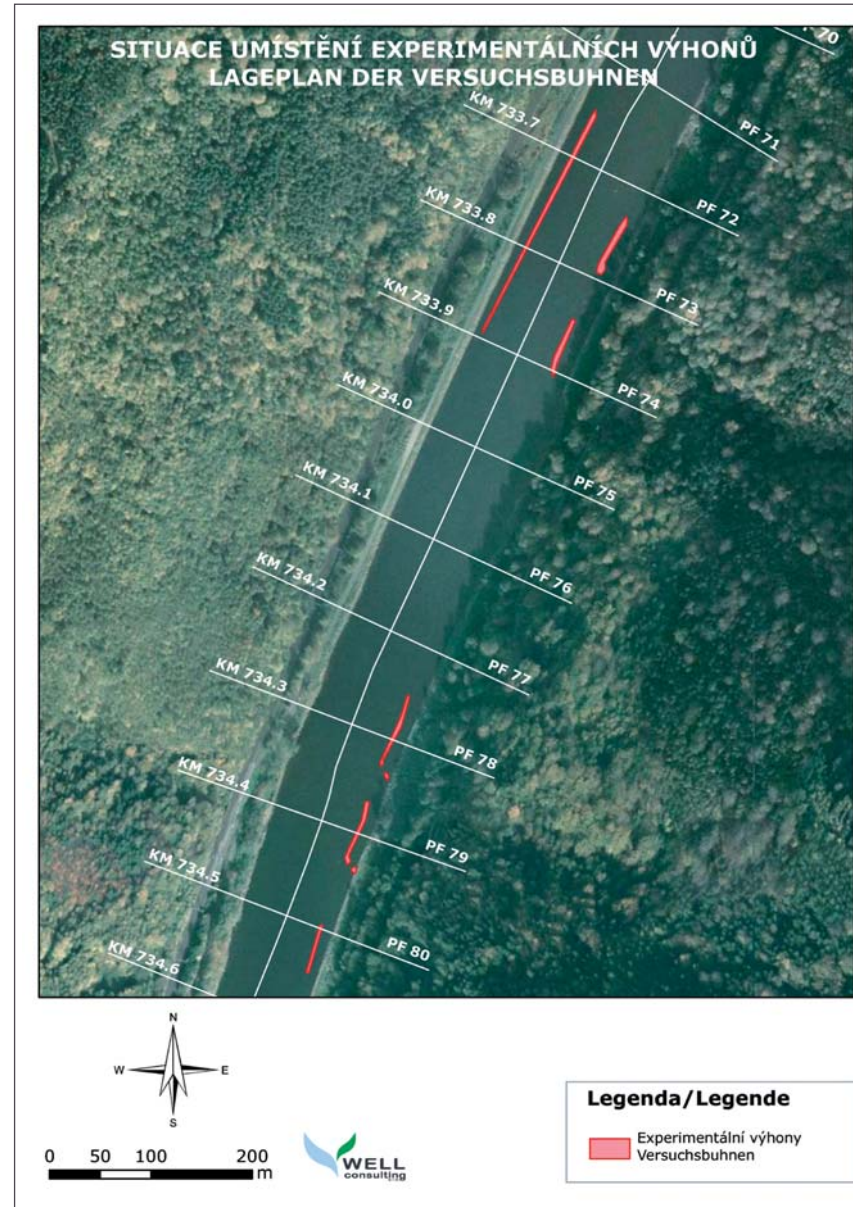 SITUACE UMÍSTĚNÍ EXPERIMENTÁLNÍCH VÝHONŮ
LAGEPLAN DER VERSUCHSBUHNEN
70
PF 71
KM 733.7
PF 72
KM 733.8
PF 73
KM 733.9
PF 74
KM 734.0
PF 75
KM 734.1
PF 76
KM 734.2
PF 77
KM 734.3
PF 78
KM 734.4
PF 79
KM 734.5
PF 80
KM 734.6
N
W E
S
0 50 100 200
m
WELL
consulting
Legenda/Legende
Experimentální výhony
Versuchsbuhnen